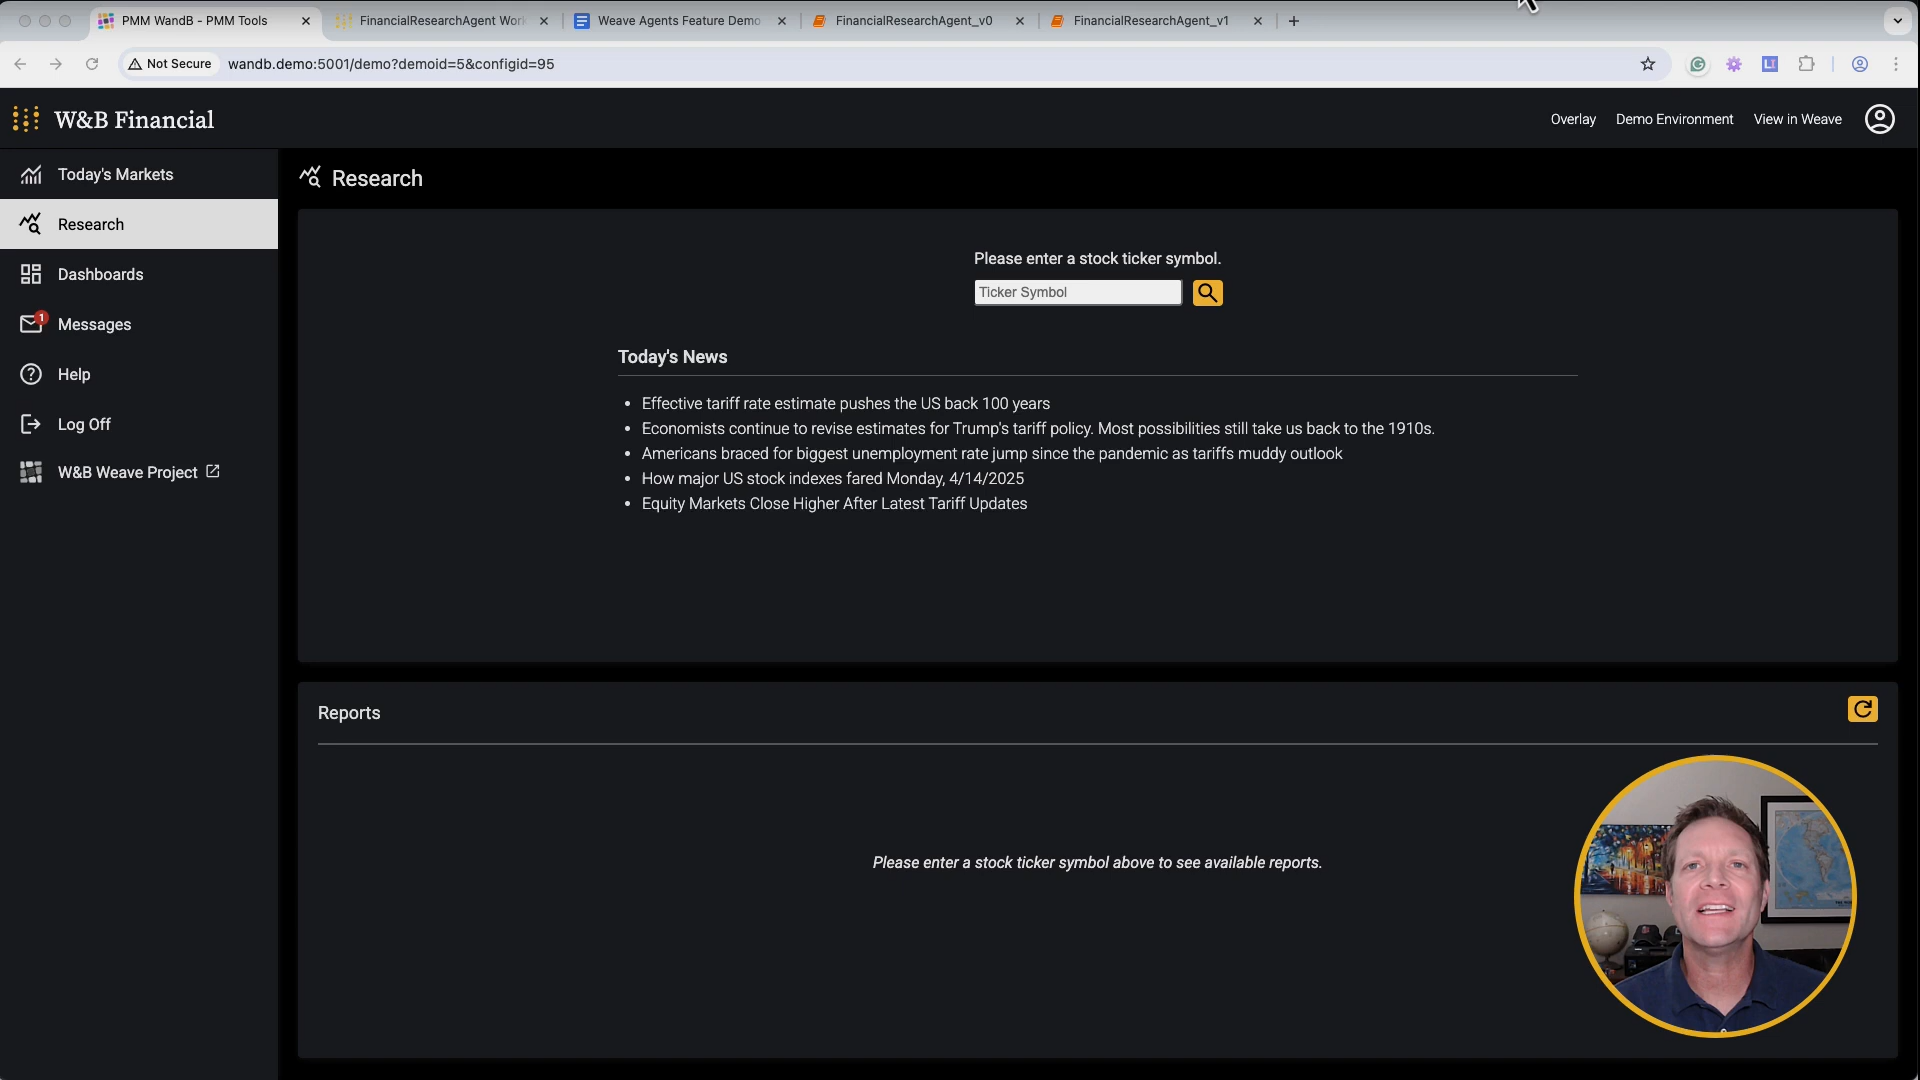 PMM WandB - PMM Tools
FinancialResearchAgent Work
Weave Agents Feature Demo
FinancialResearchAgent_v0
FinancialResearchAgent_v1
Not Secure
wandb.demo:5001/demo?demoid=5&configid=95
W&B Financial
Overlay
Demo Environment
View in Weave
Today's Markets
Research
Dashboards
1
Messages
Help
Log Off
W&B Weave Project
Research
Please enter a stock ticker symbol.
Ticker Symbol
Today's News
• Effective tariff rate estimate pushes the US back 100 years
• Economists continue to revise estimates for Trump's tariff policy. Most possibilities still take us back to the 1910s.
• Americans braced for biggest unemployment rate jump since the pandemic as tariffs muddy outlook
• How major US stock indexes fared Monday, 4/14/2025
• Equity Markets Close Higher After Latest Tariff Updates
Reports
Please enter a stock ticker symbol above to see available reports.